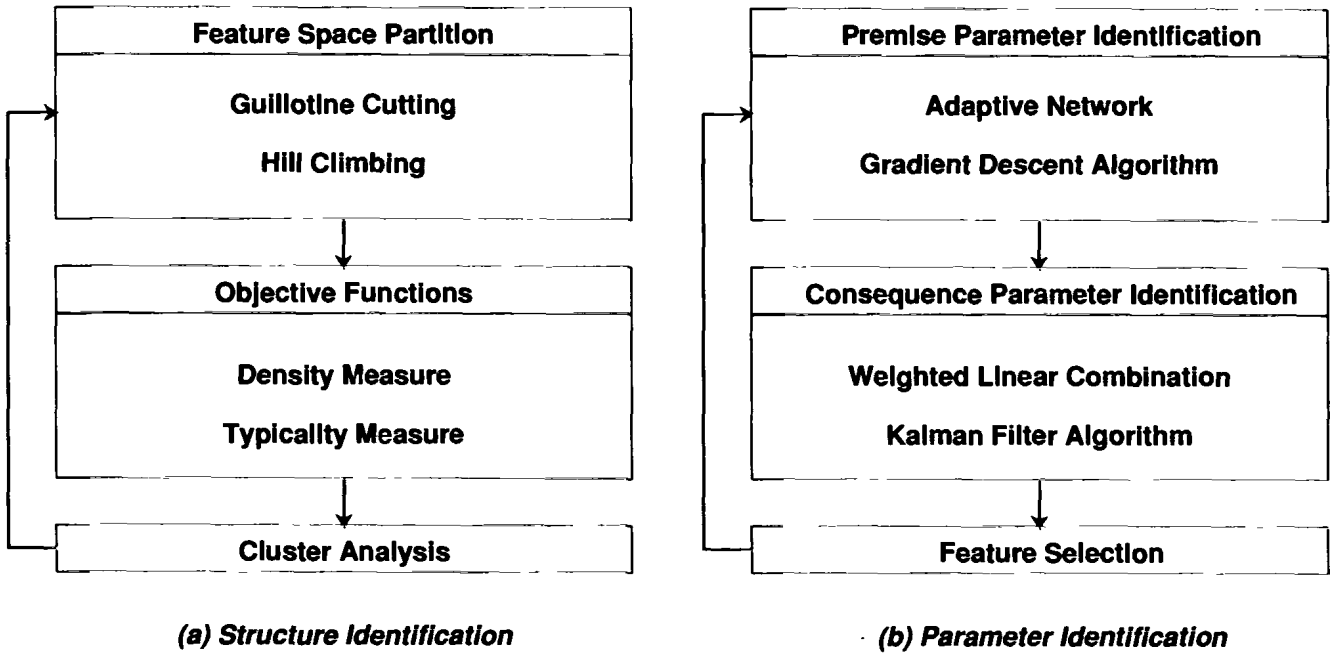 Feature Space Partition
Guillotine Cutting
Hill Climbing
Objective Functions
Density Measure
Typicality Measure
Cluster Analysis
(a) Structure Identification
Premise Parameter Identification
Adaptive Network
Gradient Descent Algorithm
Consequence Parameter Identification
Weighted Linear Combination
Kalman Filter Algorithm
Feature Selection
(b) Parameter Identification